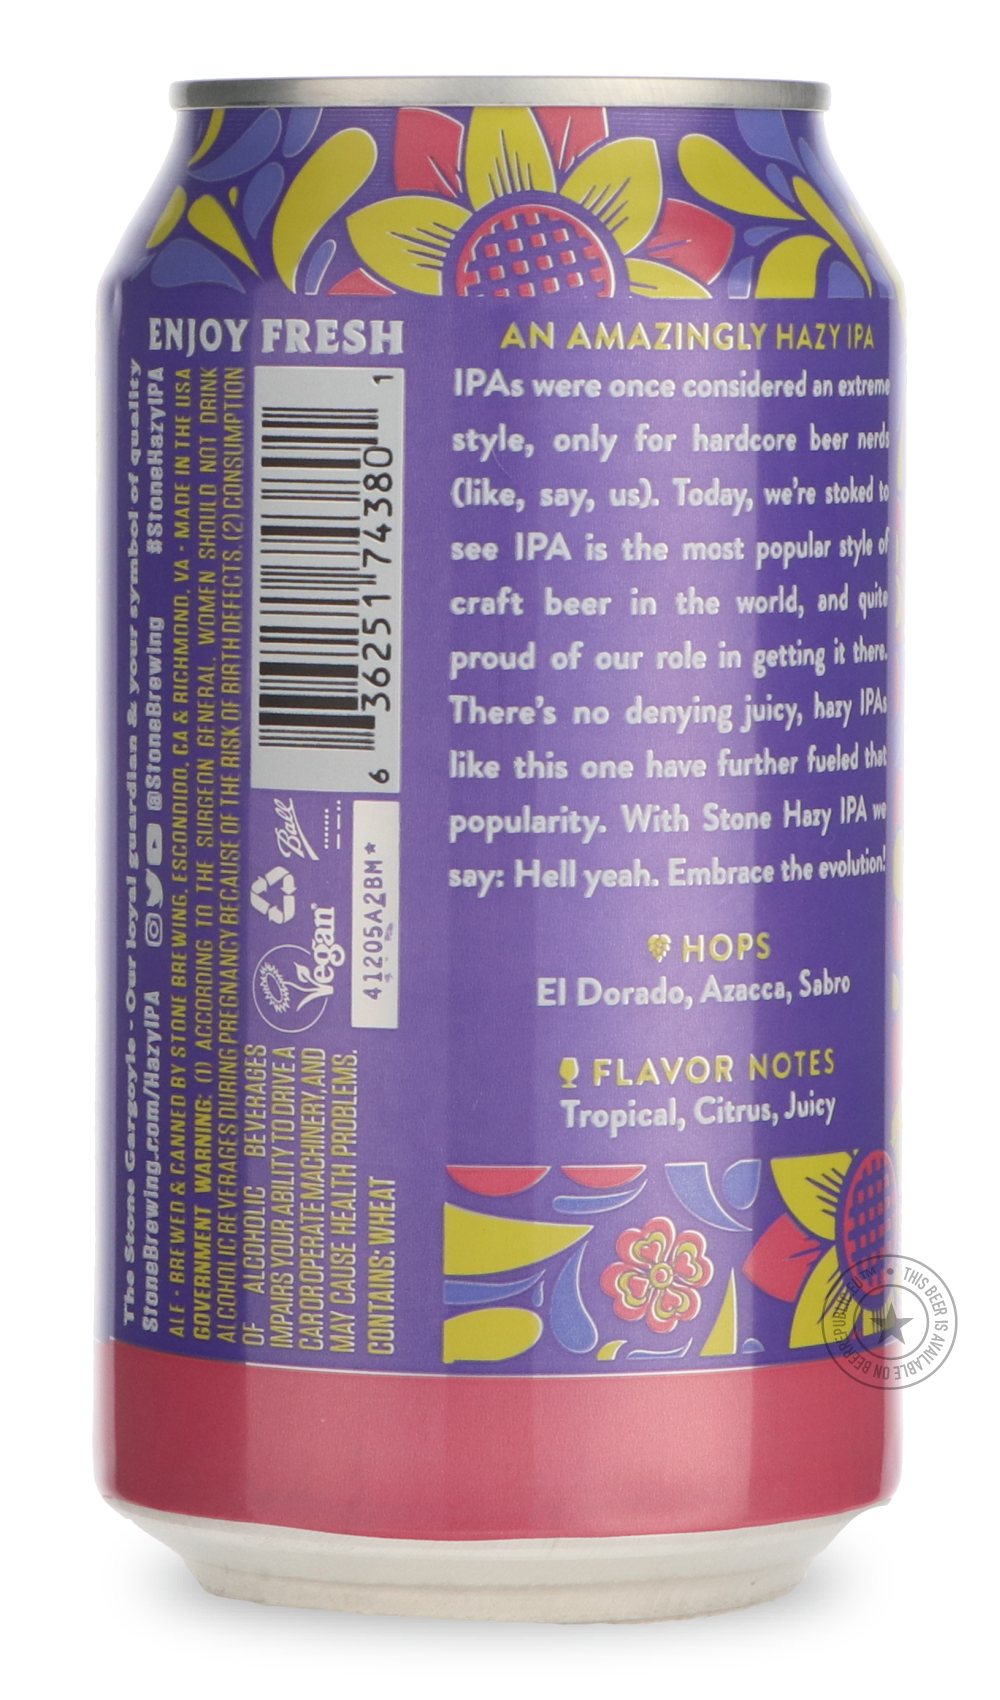 ENJOY FRESH
The Stone Gargoyle - Our loyal guardian & your symbol of quality
StoneBrewing.com/HazyIPA @StoneBrewing #StoneHazyIPA
ALE • BREWED & CANNED BY STONE BREWING, ESCONDIDO, CA & RICHMOND, VA • MADE IN THE USA
GOVERNMENT WARNING: (1) ACCORDING TO THE SURGEON GENERAL, WOMEN SHOULD NOT DRINK
ALCOHOLIC BEVERAGES DURING PREGNANCY BECAUSE OF THE RISK OF BIRTH DEFECTS. (2) CONSUMPTION
OF ALCOHOLIC BEVERAGES
IMPAIRS YOUR ABILITY TO DRIVE A
CAR OR OPERATE MACHINERY, AND
MAY CAUSE HEALTH PROBLEMS.
CONTAINS: WHEAT
Vegan
Ball
6 36251 74380 1
41205A2BM*
AN AMAZINGLY HAZY IPA
IPAs were once considered an extreme
style, only for hardcore beer nerds
(like, say, us). Today, we're stoked to
see IPA is the most popular style of
craft beer in the world, and quite
proud of our role in getting it there.
There's no denying juicy, hazy IPAs
like this one have further fueled that
popularity. With Stone Hazy IPA we
say: Hell yeah. Embrace the evolution!
HOPS
El Dorado, Azacca, Sabro
FLAVOR NOTES
Tropical, Citrus, Juicy
THIS BEER IS AVAILABLE ON BEERREPUBLIC.EU